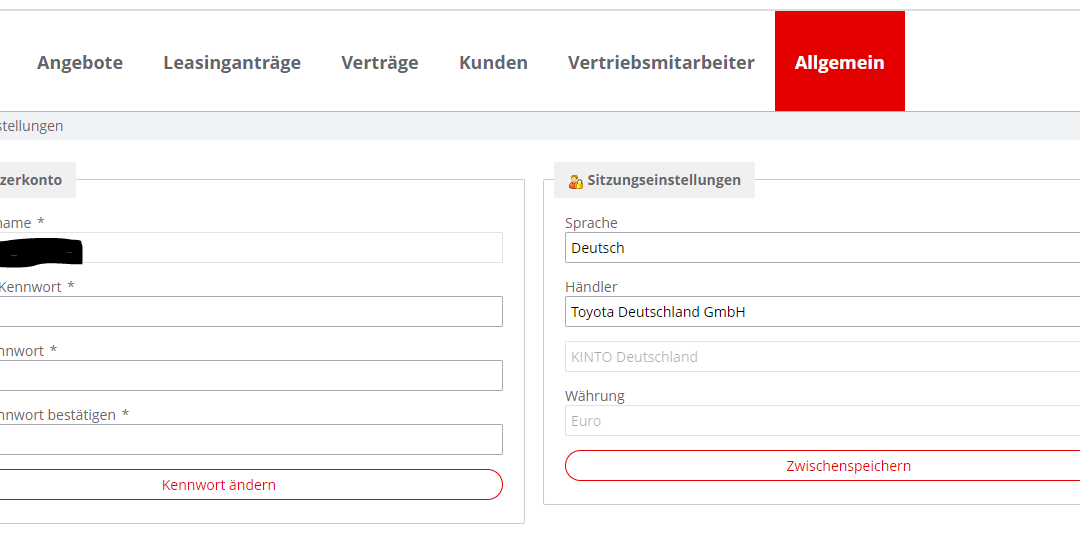 Angebote Leasinganträge Verträge Kunden Vertriebsmitarbeiter Allgemein
stellungen
zerkonto
name *
Kennwort *
nnwort *
nnwort bestätigen *
Kennwort ändern
Sitzungseinstellungen
Sprache
Deutsch
Händler
Toyota Deutschland GmbH
KINTO Deutschland
Währung
Euro
Zwischenspeichern